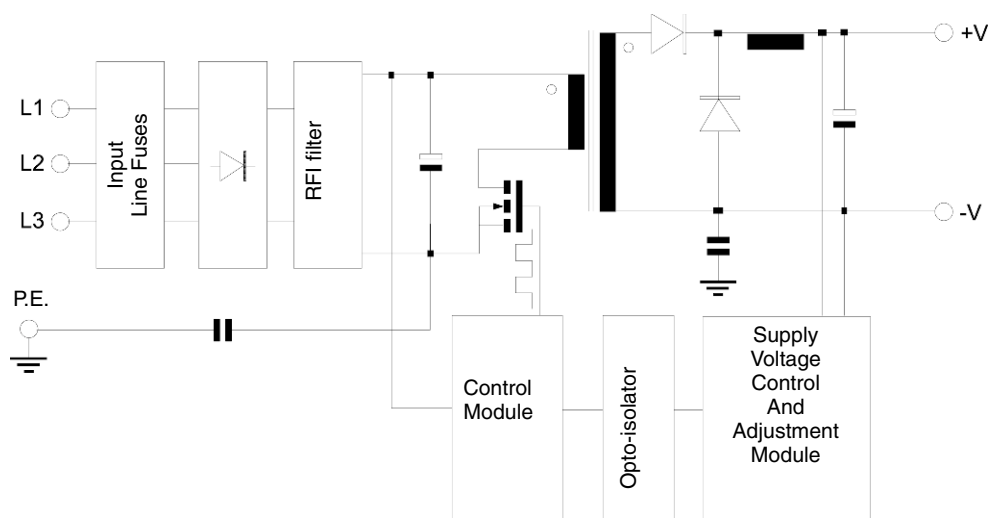 L1
L2
L3
P.E.
Input
Line Fuses
RFI filter
+V
-V
Control
Module
Opto-isolator
Supply
Voltage
Control
And
Adjustment
Module